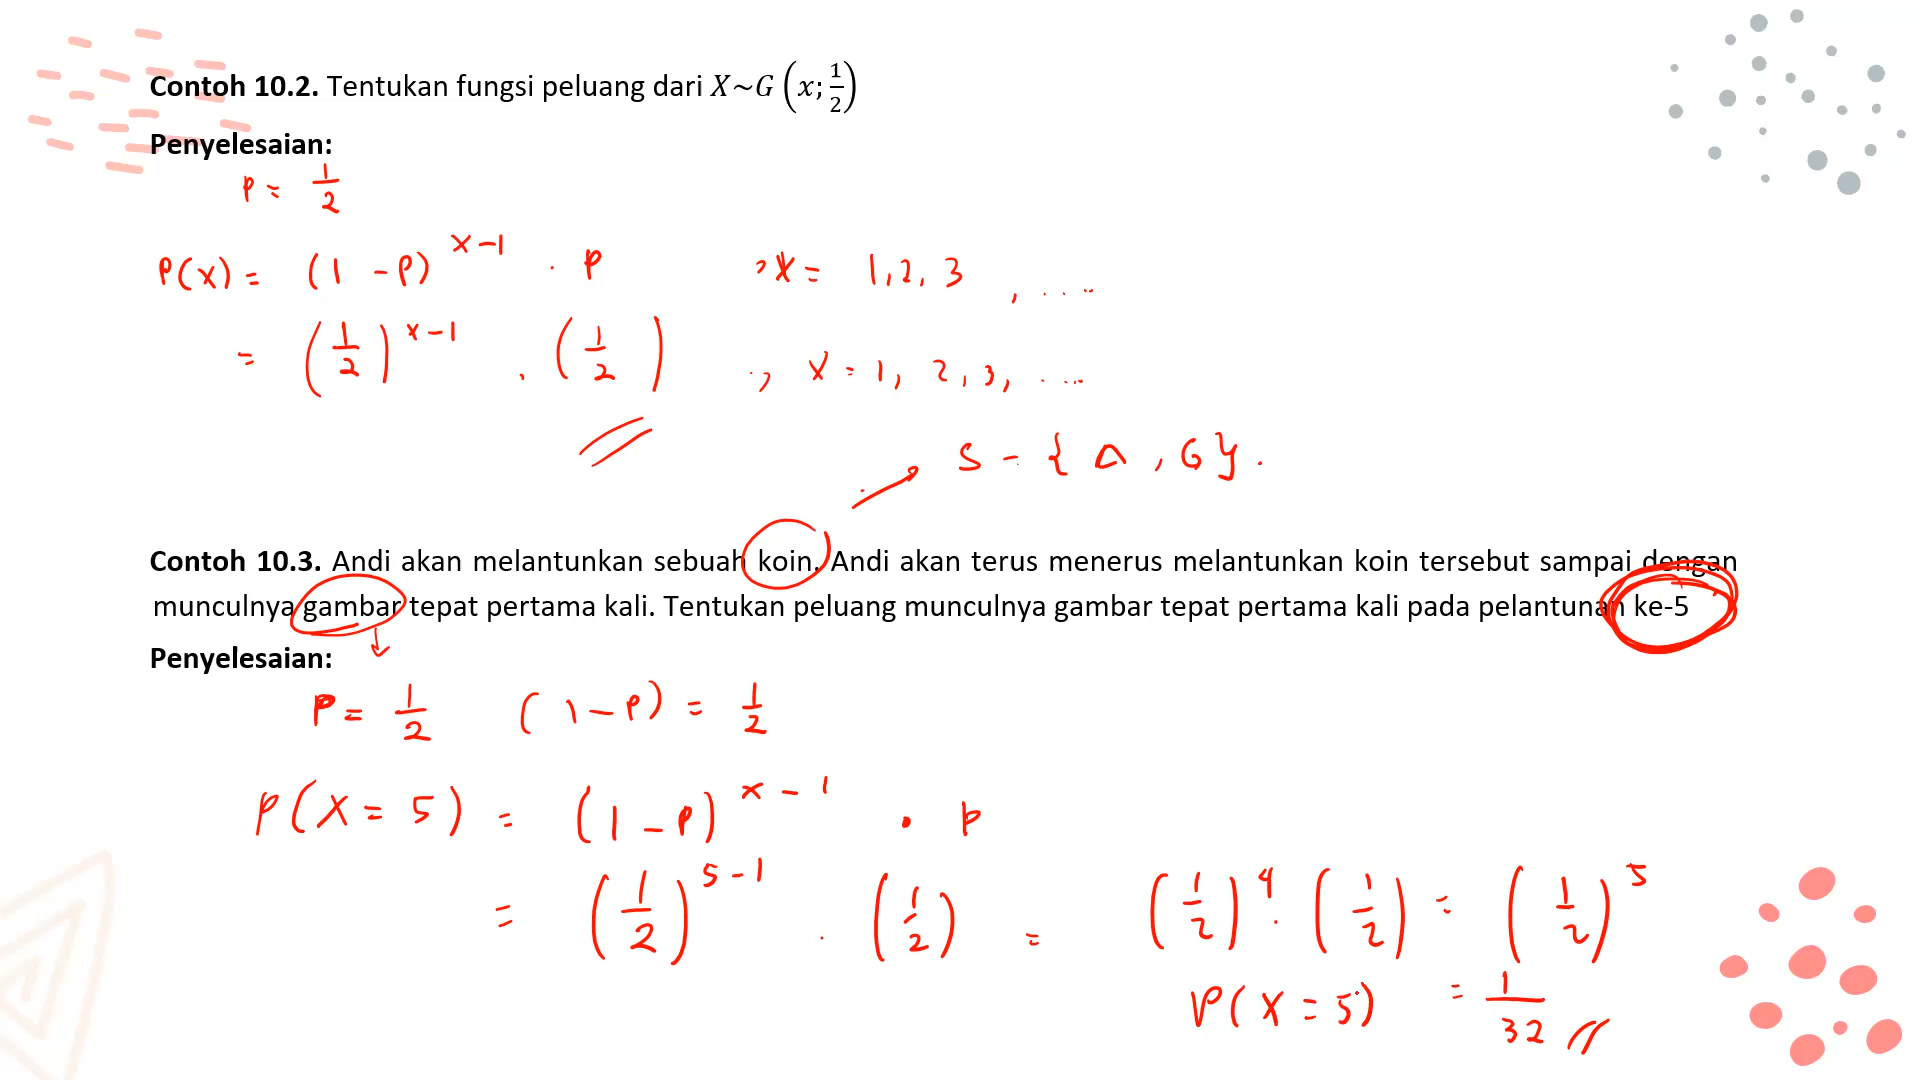 Contoh 10.2. Tentukan fungsi peluang dari X~G (x; 1/2)
Penyelesaian:
P = 1/2
P(x) = (1 - P)^(x-1) . P , x = 1, 2, 3, ....
= (1/2)^(x-1) . (1/2) ., x = 1, 2, 3, ....
S = { A , G } .
Contoh 10.3. Andi akan melantunkan sebuah koin. Andi akan terus menerus melantunkan koin tersebut sampai dengan
munculnya gambar tepat pertama kali. Tentukan peluang munculnya gambar tepat pertama kali pada pelantunan ke-5
Penyelesaian:
P = 1/2 (1 - P) = 1/2
P(X = 5) = (1 - P)^(x - 1) . P
= (1/2)^(5-1) . (1/2) = (1/2)^4 . (1/2) = (1/2)^5
P(X = 5) = 1/32